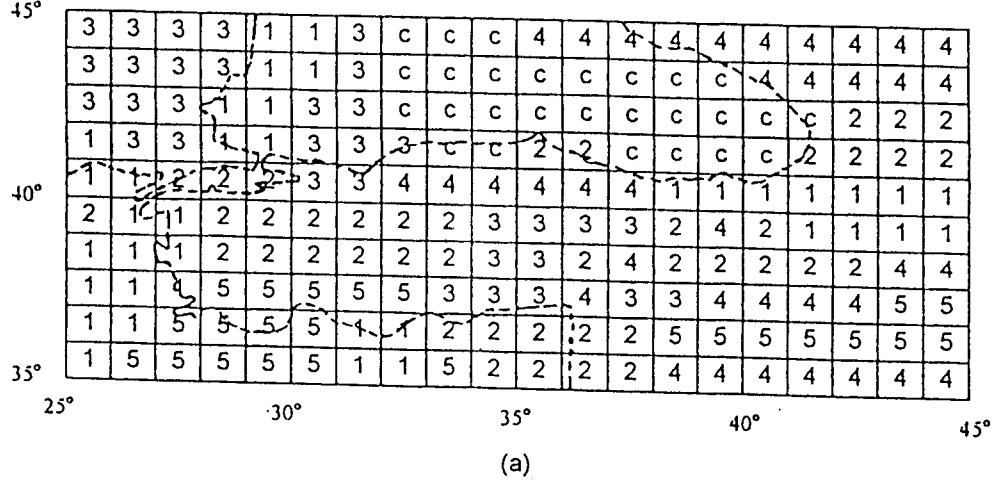 45°
3 3 3 3 1 1 3 c c c 4 4 4 4 4 4 4 4 4 4
3 3 3 3 1 1 3 c c c c c c c c 4 4 4 4 4
3 3 3 1 1 3 3 c c c c c c c c c c 2 2 2
1 3 3 1 1 3 3 3 c c 2 2 c c c c 2 2 2 2
40°
1 1 2 2 2 3 3 4 4 4 4 4 4 1 1 1 1 1 1 1
2 1 1 2 2 2 2 2 2 3 3 3 3 2 4 2 1 1 1 1
1 1 1 2 2 2 2 2 2 3 3 2 4 2 2 2 2 2 4 4
1 1 5 5 5 5 5 3 3 3 4 3 3 4 4 4 4 5 5
1 1 5 5 5 5 1 1 2 2 2 2 2 5 5 5 5 5 5 5
35°
1 5 5 5 5 5 1 1 5 2 2 2 2 4 4 4 4 4 4 4
25° 30° 35° 40° 45°
(a)